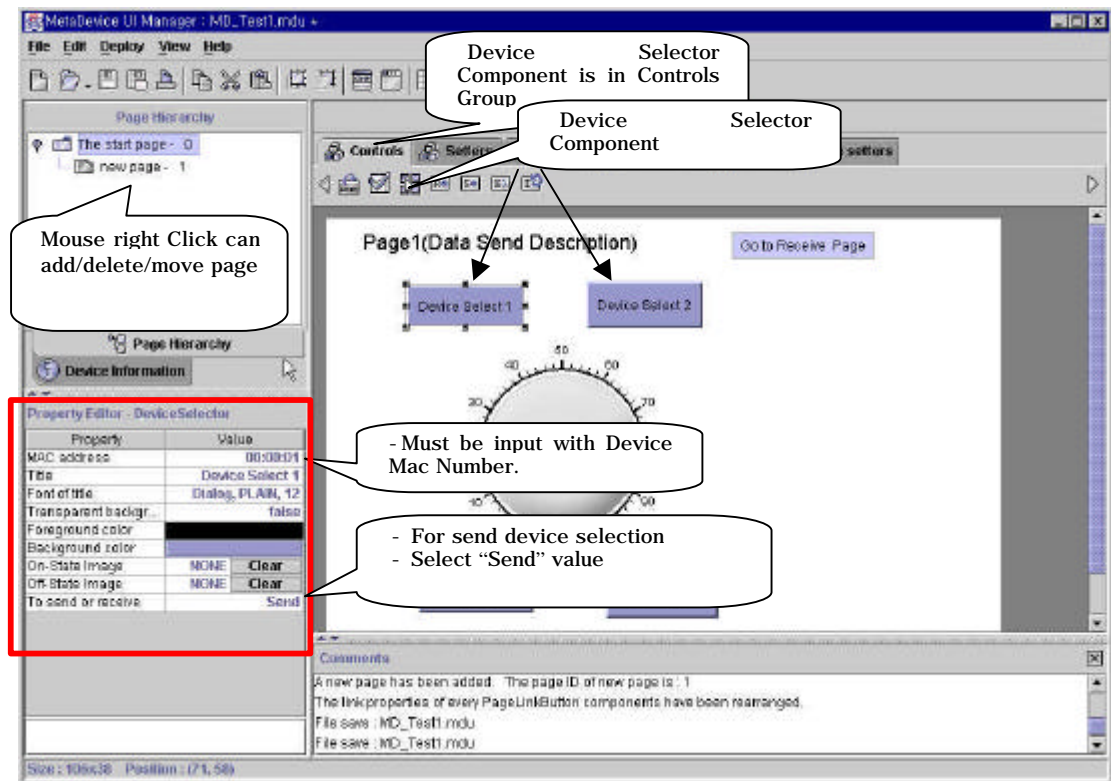 MetaDevice UI Manager : MD_Test1.mdu +
File Edit Deploy View Help
Device Selector
Component is in Controls
Group
Device Selector
Component
Page Hierarchy
The start page - 0
new page - 1
Mouse right Click can
add/delete/move page
Controls Setters setters
Page1(Data Send Description)
Go to Receive Page
Device Select 1
Device Select 2
Page Hierarchy
Device Information
30 40 50 60 70
90
Property Editor - DeviceSelector
Property Value
MAC address 00:00:01
Title Device Select 1
Font of title Dialog, PLAIN, 12
Transparent backgr... false
Foreground color
Background color
On-State Image NONE Clear
Off-State Image NONE Clear
To send or receive Send
- Must be input with Device
Mac Number.
- For send device selection
- Select “Send” value
Comments
A new page has been added. The page ID of new page is : 1
The link properties of every PageLinkButton components have been rearranged.
File save : MD_Test1.mdu
File save : MD_Test1.mdu
Size : 106x38 Position : (71, 58)